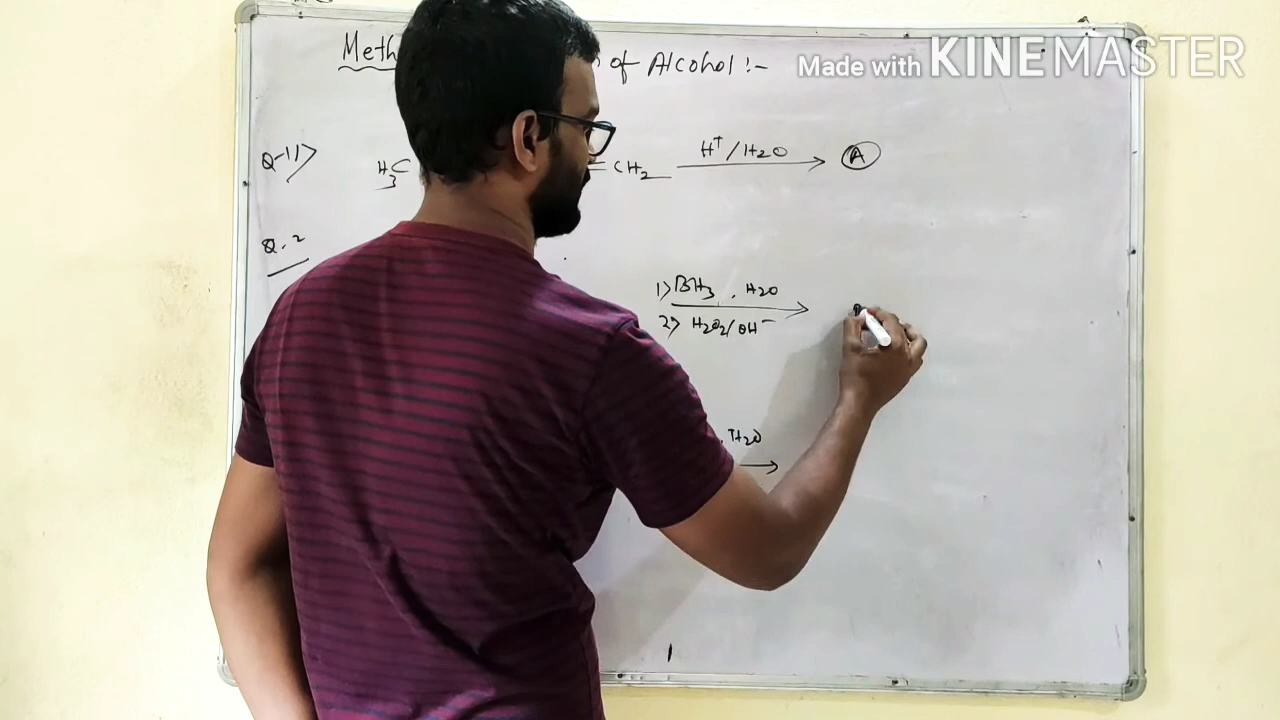 Made with KINEMASTER
Meth of Alcohol :-
Q-1)
H3C = CH2 H+/H2O A
Q.2
1) BH3 . H2O
2) H2O2/OH-
. H2O